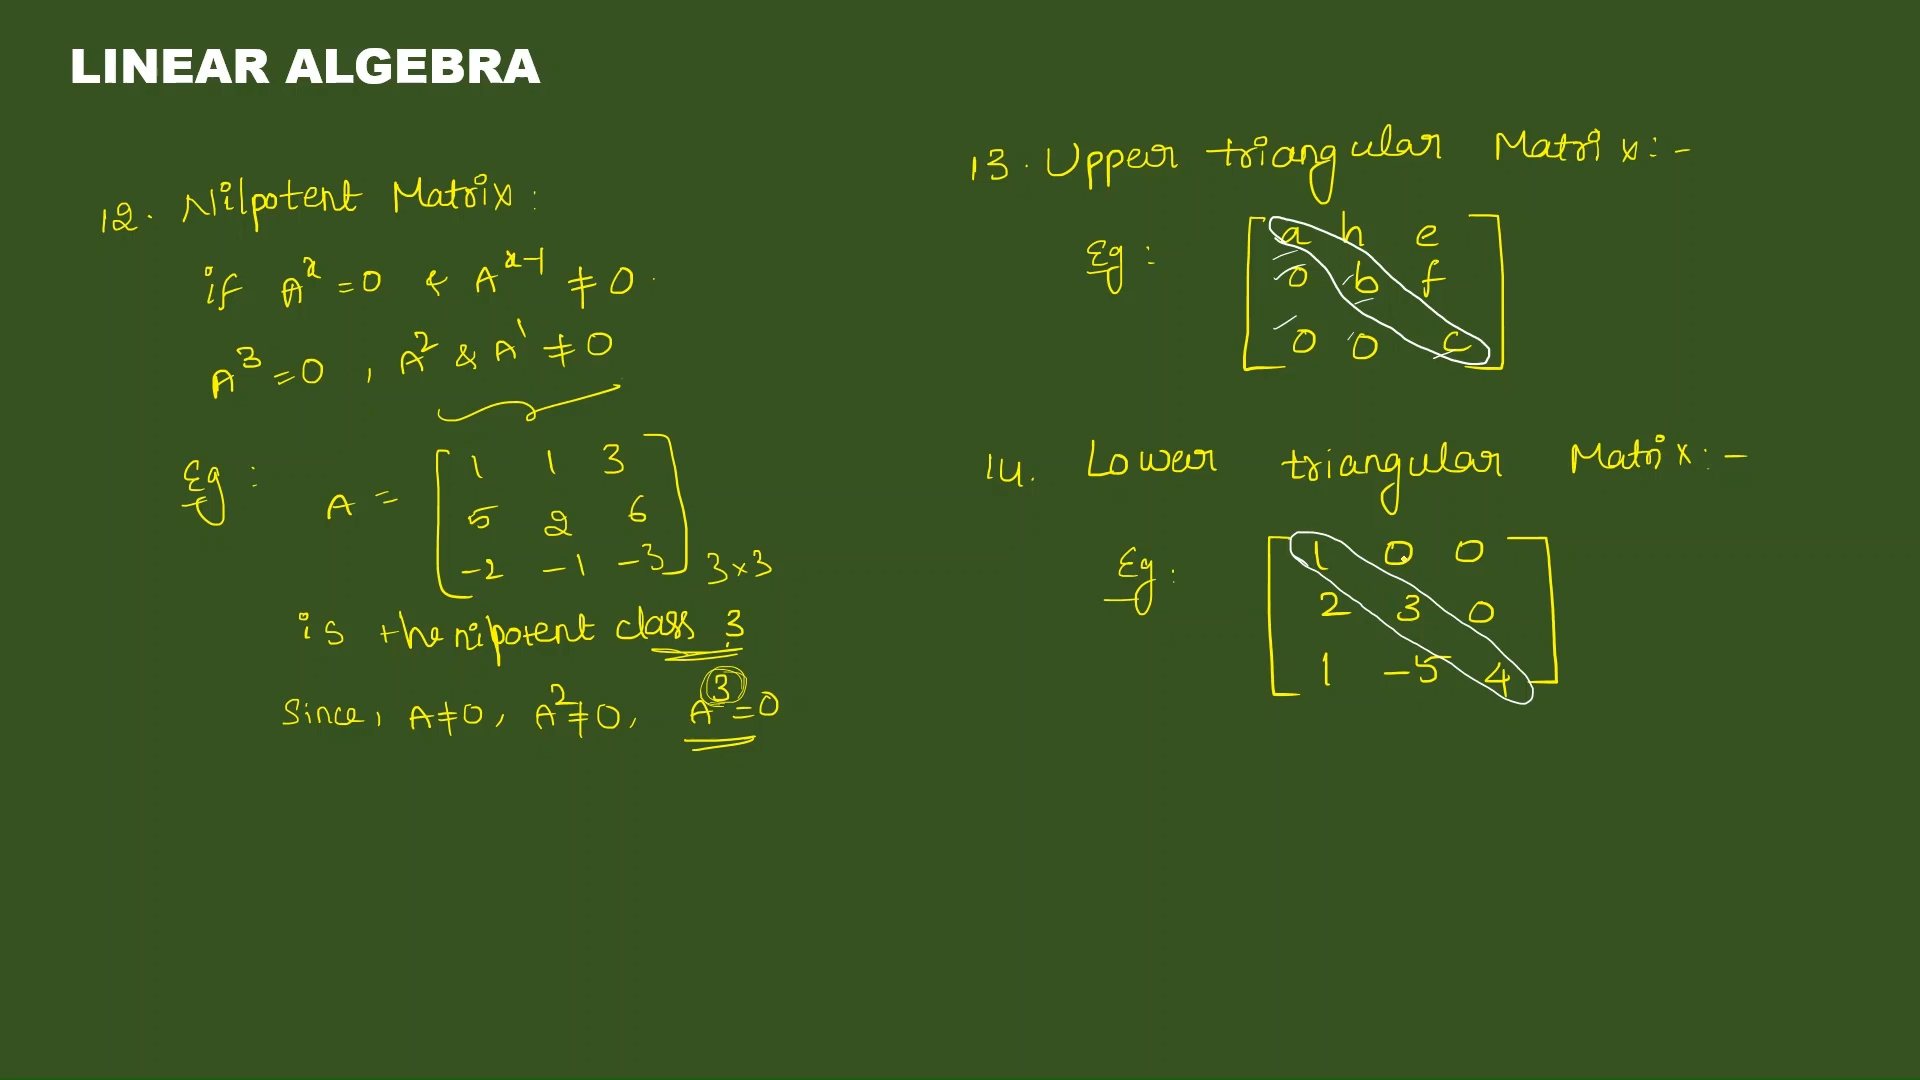 LINEAR ALGEBRA
12. Nilpotent Matrix:
if A^x = 0 & A^x-1 ≠ 0.
A^3 = 0, A^2 & A^1 ≠ 0
Eg: A = [1 1 3
5 2 6
-2 -1 -3] 3×3
is the nilpotent class 3
Since, A≠0, A^2≠0, A^3=0
13. Upper triangular Matrix:-
Eg: [a h e
0 b f
0 0 c]
14. Lower triangular Matrix:-
Eg: [1 0 0
2 3 0
1 -5 4]